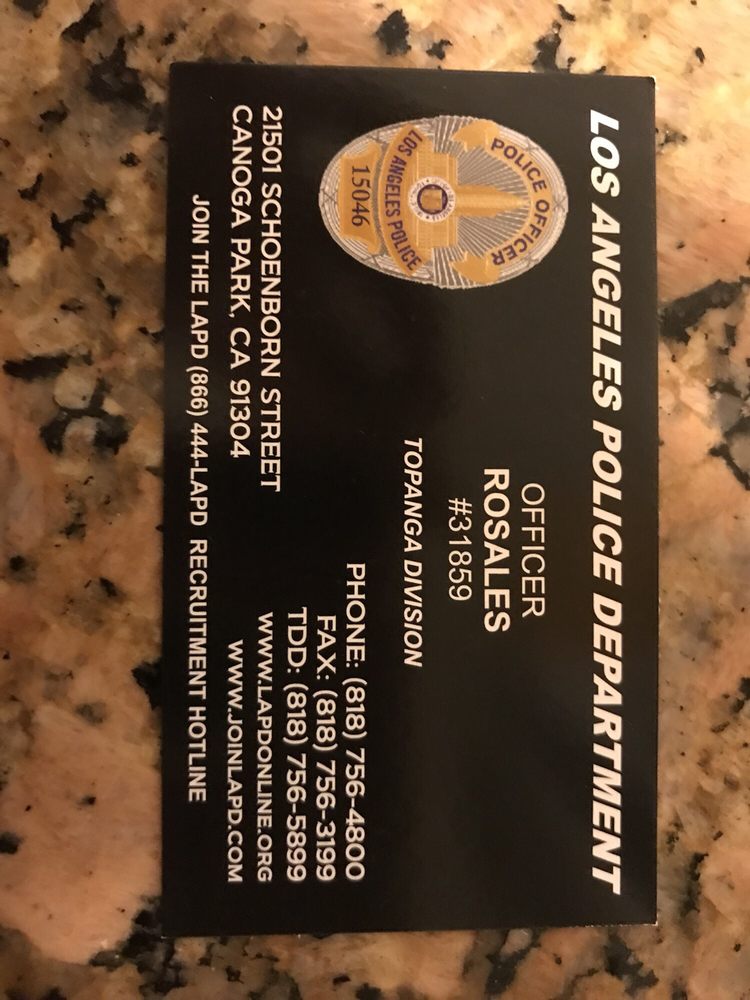 LOS ANGELES POLICE DEPARTMENT
POLICE OFFICER
LOS ANGELES POLICE
15046
OFFICER
ROSALES
#31859
TOPANGA DIVISION
PHONE: (818) 756-4800
FAX: (818) 756-3199
TDD: (818) 756-5899
21501 SCHOENBORN STREET
WWW.LAPDONLINE.ORG
CANOGA PARK, CA 91304
WWW.JOINLAPD.COM
JOIN THE LAPD (866) 444-LAPD RECRUITMENT HOTLINE